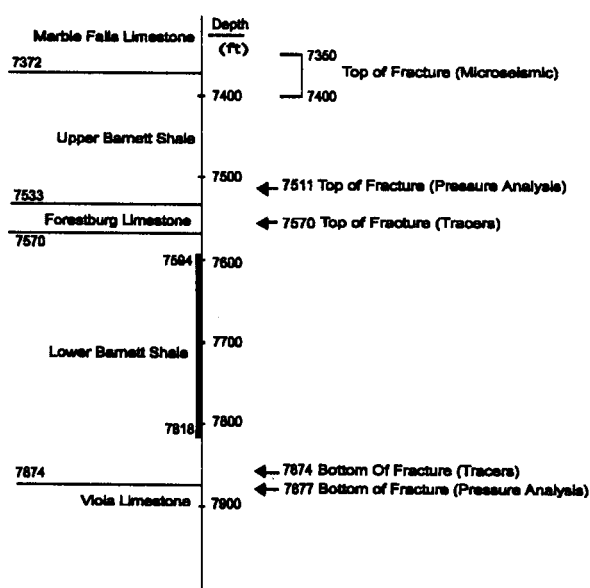 Depth
(ft)
Marble Falls Limestone
7372
7350
Top of Fracture (Microseismic)
7400
7400
Upper Barnett Shale
7500
7511 Top of Fracture (Pressure Analysis)
7533
Forestburg Limestone
7570 Top of Fracture (Tracers)
7570
7594
7600
7700
Lower Barnett Shale
7800
7818
7874
7874 Bottom Of Fracture (Tracers)
7877 Bottom of Fracture (Pressure Analysis)
Viola Limestone
7900